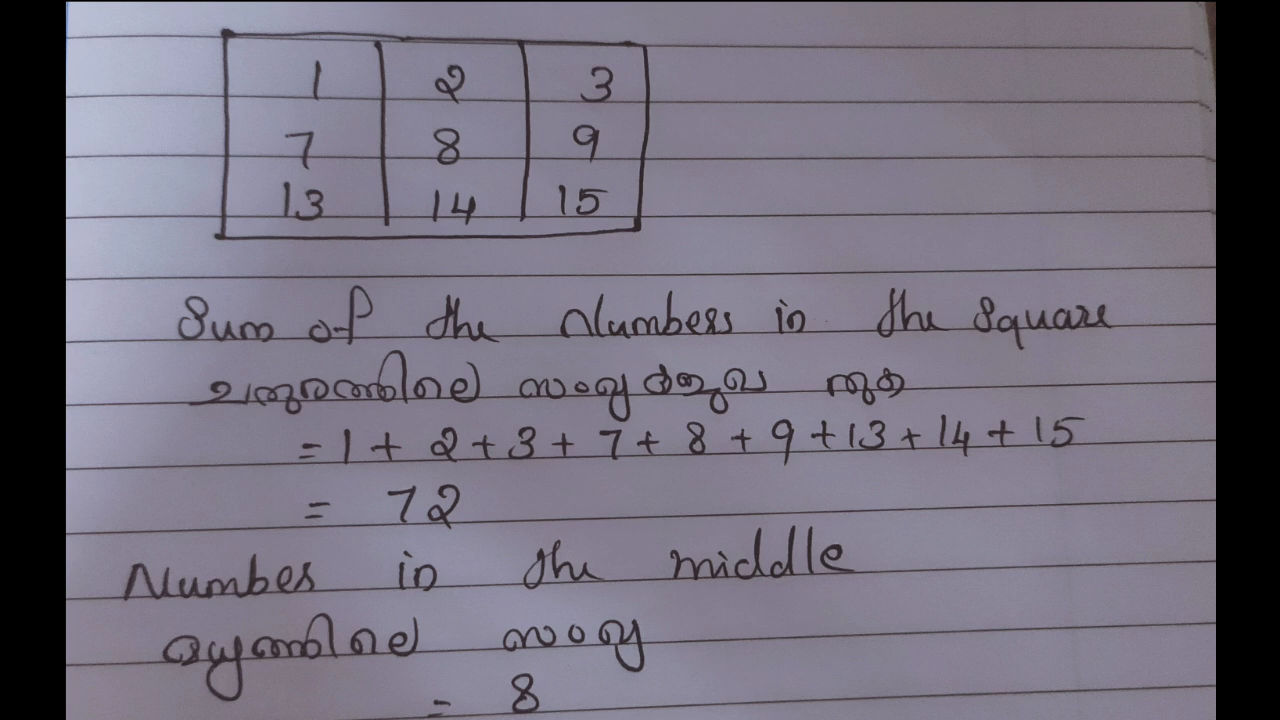 1 2 3
7 8 9
13 14 15
Sum of the Numbers in the Square
ചതുരത്തിലെ സംഖ്യകളുടെ തുക
= 1 + 2 + 3 + 7 + 8 + 9 + 13 + 14 + 15
= 72
Number in the middle
മധ്യത്തിലെ സംഖ്യ
= 8